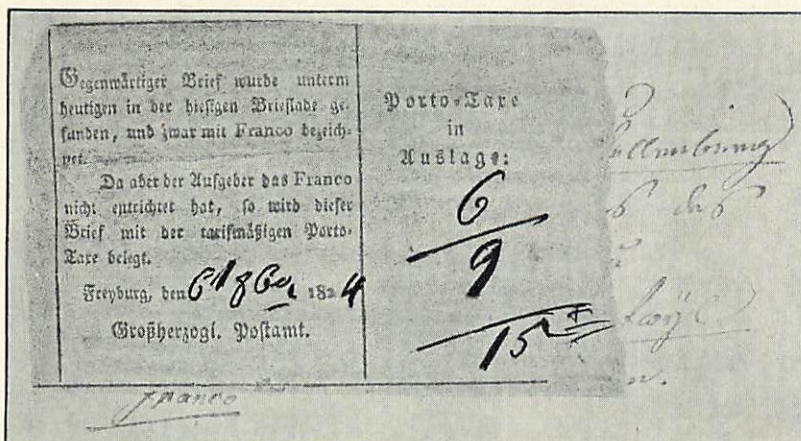 Gegenwärtiger Brief wurde unterm
heutigen in der hiesigen Brieflade ge-
funden, und zwar mit Franco bezeich-
net.
Da aber der Aufgeber das Franco
nicht entrichtet hat, so wird dieser
Brief mit der tarifmäßigen Porto-
Taxe belegt.
Freyburg, den 1824
Großherzogl. Postamt.
Porto-Taxe
in
Auslage:
6
9
15
des
franco